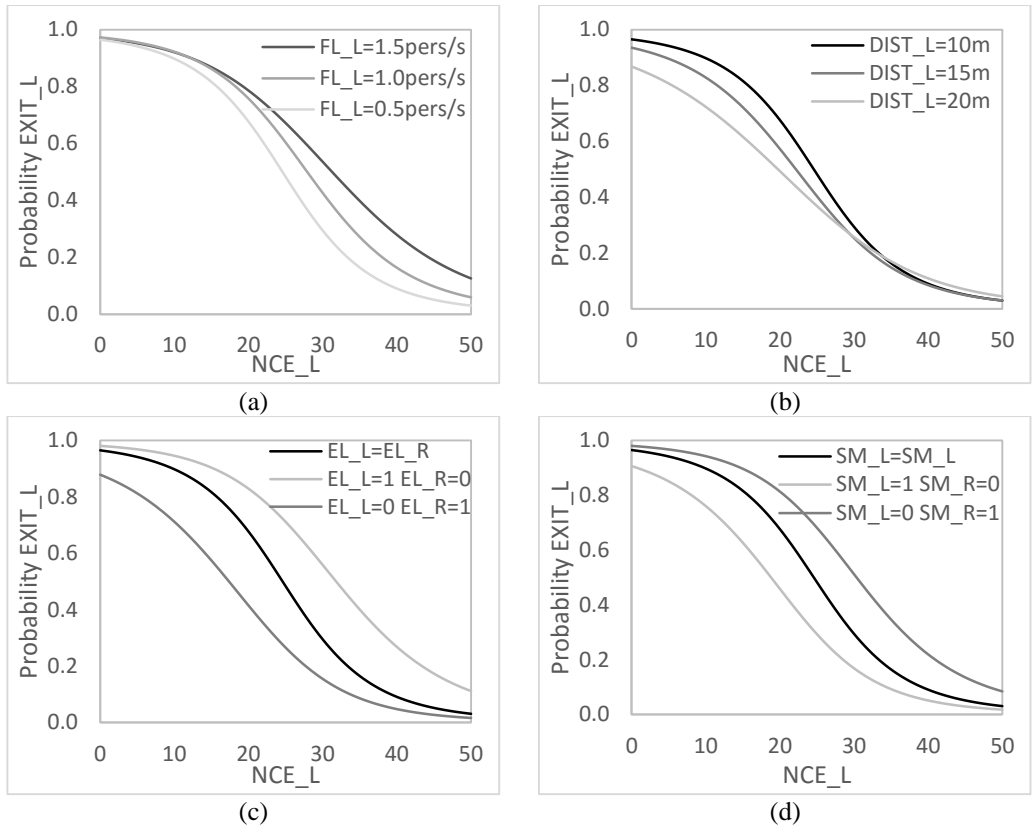 Probability EXIT_L
1.0
0.8
0.6
0.4
0.2
0.0
FL_L=1.5pers/s
FL_L=1.0pers/s
FL_L=0.5pers/s
0 10 20 30 40 50
NCE_L
(a)
Probability EXIT_L
1.0
0.8
0.6
0.4
0.2
0.0
DIST_L=10m
DIST_L=15m
DIST_L=20m
0 10 20 30 40 50
NCE_L
(b)
Probability EXIT_L
1.0
0.8
0.6
0.4
0.2
0.0
EL_L=EL_R
EL_L=1 EL_R=0
EL_L=0 EL_R=1
0 10 20 30 40 50
NCE_L
(c)
Probability EXIT_L
1.0
0.8
0.6
0.4
0.2
0.0
SM_L=SM_L
SM_L=1 SM_R=0
SM_L=0 SM_R=1
0 10 20 30 40 50
NCE_L
(d)